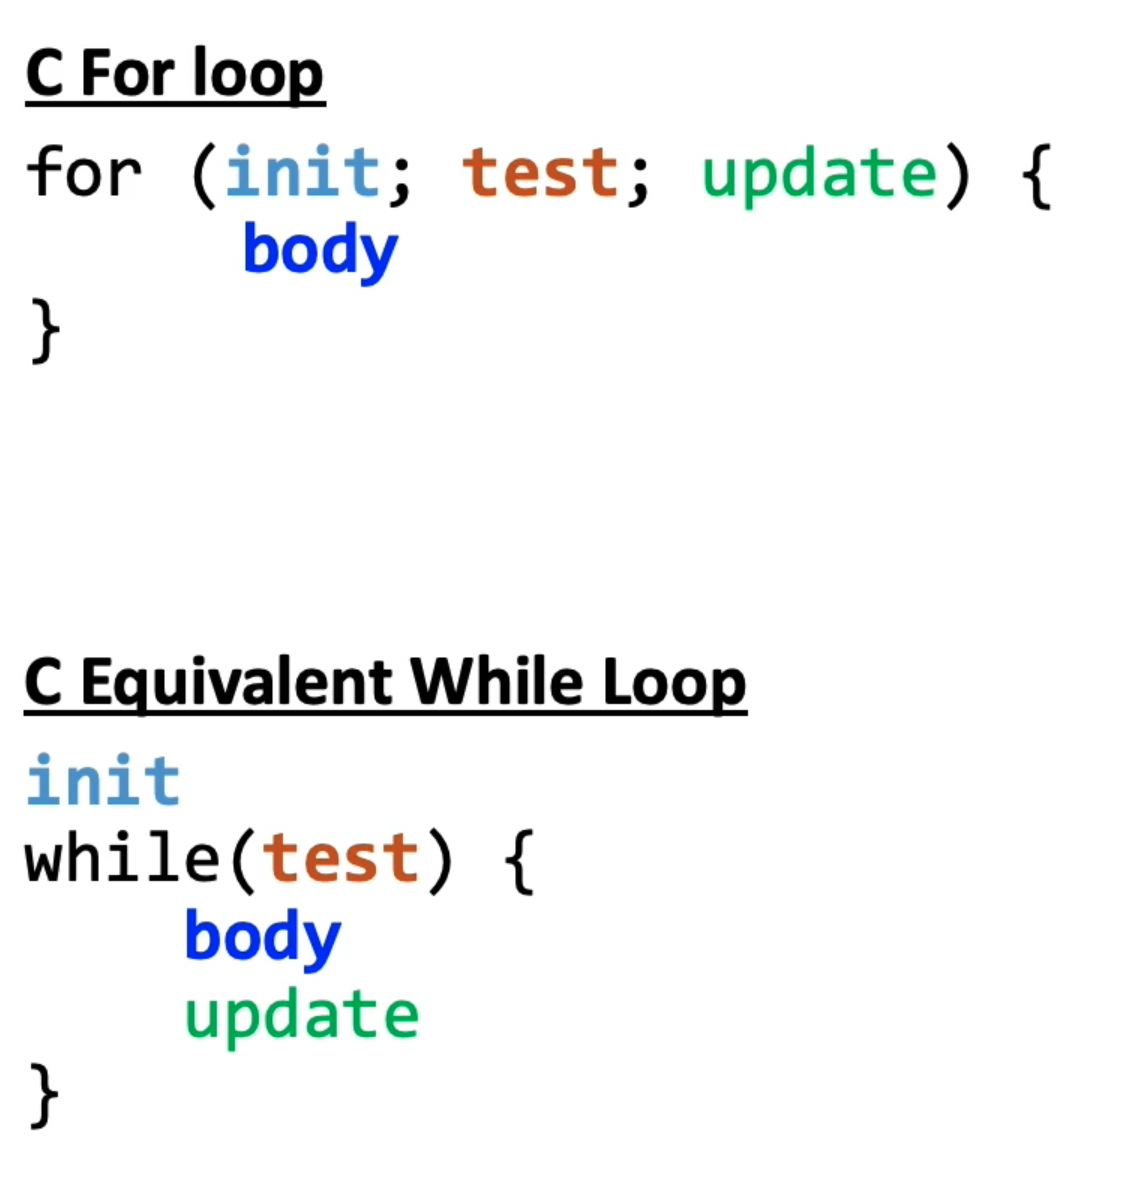 C For loop
for (init; test; update) {
body
}
C Equivalent While Loop
init
while(test) {
body
update
}